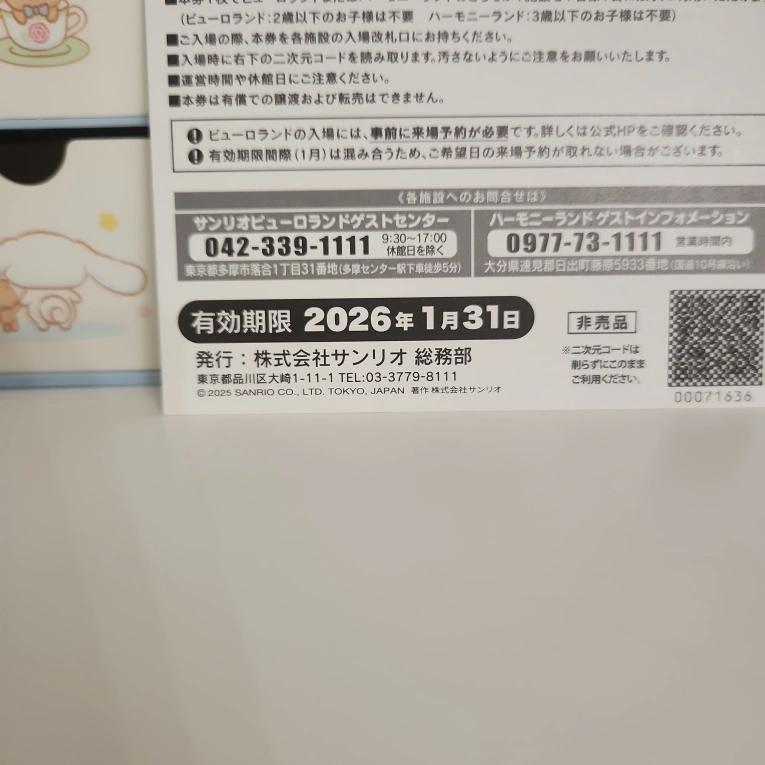 (ピューロランド:2歳以下のお子様は不要 ハーモニーランド:3歳以下のお子様は不要)
■ご入場の際、本券を各施設の入場改札口にお持ちください。
■入場時に右下の二次元コードを読み取ります。汚さないようにご注意をお願いいたします。
■運営時間や休館日にご注意ください。
■本券は有償での譲渡および転売はできません。
❶ ピューロランドの入場には、事前に来場予約が必要です。詳しくは公式HPをご確認ください。
❶ 有効期限間際(1月)は混み合うため、ご希望日の来場予約が取れない場合がございます。
《各施設へのお問合せは》
サンリオピューロランドゲストセンター
042-339-1111 9:30~17:00 休館日を除く
東京都多摩市落合1丁目31番地(多摩センター駅下車徒歩5分)
ハーモニーランド ゲストインフォメーション
0977-73-1111 営業時間内
大分県速見郡日出町藤原5933番地(国道10号線沿い)
有効期限 2026年1月31日
発行:株式会社サンリオ 総務部
東京都品川区大崎1-11-1 TEL:03-3779-8111
© 2025 SANRIO CO., LTD. TOKYO, JAPAN 著作 株式会社サンリオ
非売品
※二次元コードは
削らずにこのまま
ご利用ください。
00071636